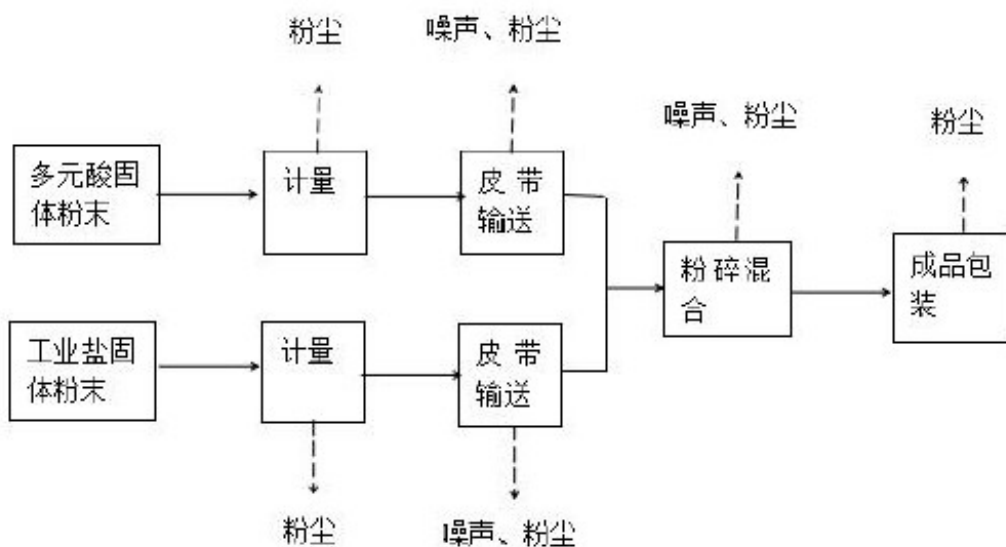 粉尘
噪声、粉尘
噪声、粉尘
粉尘
多元酸固
体粉末
计量
皮带
输送
粉碎混
合
成品包
装
工业盐固
体粉末
计量
皮带
输送
粉尘
噪声、粉尘